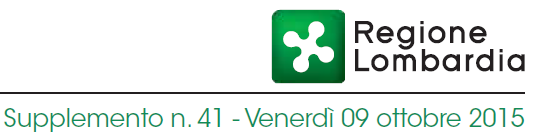 Regione
Lombardia
Supplemento n. 41 - Venerdì 09 ottobre 2015